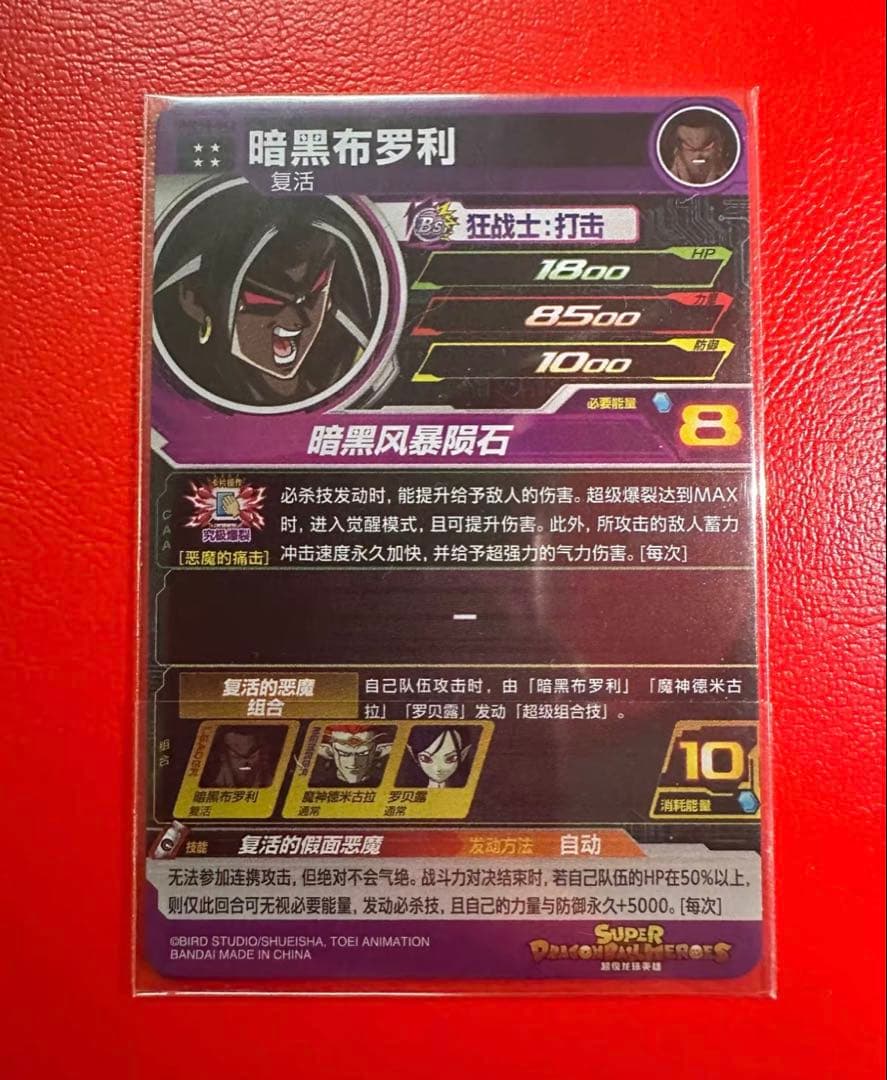 暗黑布罗利
复活
Bs 狂战士:打击
HP
1800
力量
8500
防御
1000
必要能量 8
暗黑风暴陨石
CAA
卡片操作
究极爆裂
[恶魔的痛击]
必杀技发动时, 能提升给予敌人的伤害。超级爆裂达到MAX
时, 进入觉醒模式, 且可提升伤害。此外, 所攻击的敌人蓄力
冲击速度永久加快, 并给予超强力的气力伤害。[每次]
—
复活的恶魔
组合
自己队伍攻击时, 由「暗黑布罗利」「魔神德米古
拉」「罗贝露」发动「超级组合技」。
组合
暗黑布罗利
复活
魔神德米古拉
通常
罗贝露
通常
10
消耗能量
技能 复活的假面恶魔 发动方法 自动
无法参加连携攻击, 但绝对不会气绝。战斗力对决结束时, 若自己队伍的HP在50%以上,
则仅此回合可无视必要能量, 发动必杀技, 且自己的力量与防御永久+5000。[每次]
©BIRD STUDIO/SHUEISHA, TOEI ANIMATION
BANDAI MADE IN CHINA
SUPER
DRAGON BALL HEROES
超级龙珠英雄